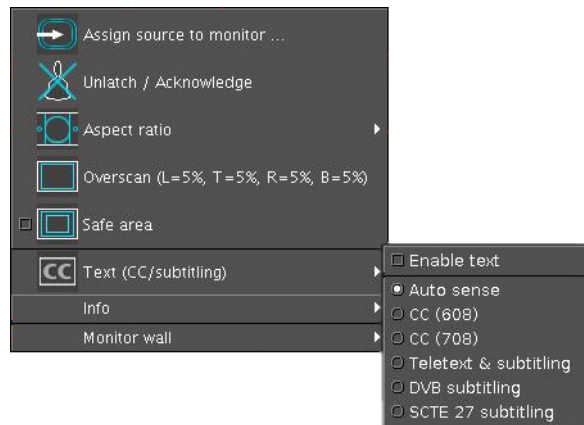 Assign source to monitor ...
Unlatch / Acknowledge
Aspect ratio
Overscan (L=5%, T=5%, R=5%, B=5%)
Safe area
CC Text (CC/subtitling)
Info
Monitor wall
Enable text
Auto sense
CC (608)
CC (708)
Teletext & subtitling
DVB subtitling
SCTE 27 subtitling